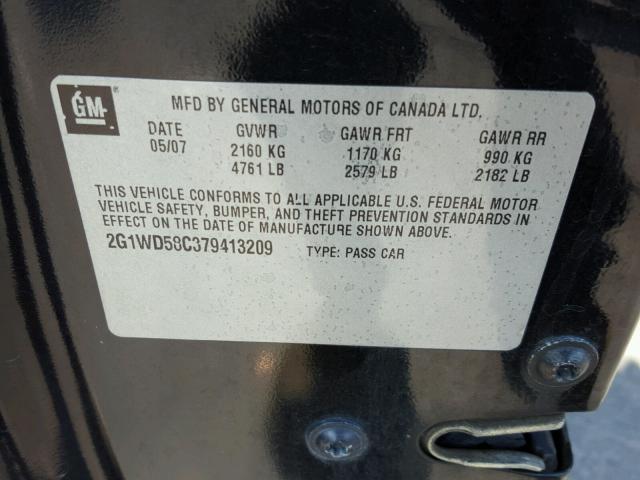 GM
MFD BY GENERAL MOTORS OF CANADA LTD.
DATE GVWR GAWR FRT GAWR RR
05/07 2160 KG 1170 KG 990 KG
4761 LB 2579 LB 2182 LB
THIS VEHICLE CONFORMS TO ALL APPLICABLE U.S. FEDERAL MOTOR
VEHICLE SAFETY, BUMPER, AND THEFT PREVENTION STANDARDS IN
EFFECT ON THE DATE OF MANUFACTURE SHOWN ABOVE.
2G1WD58C379413209 TYPE: PASS CAR